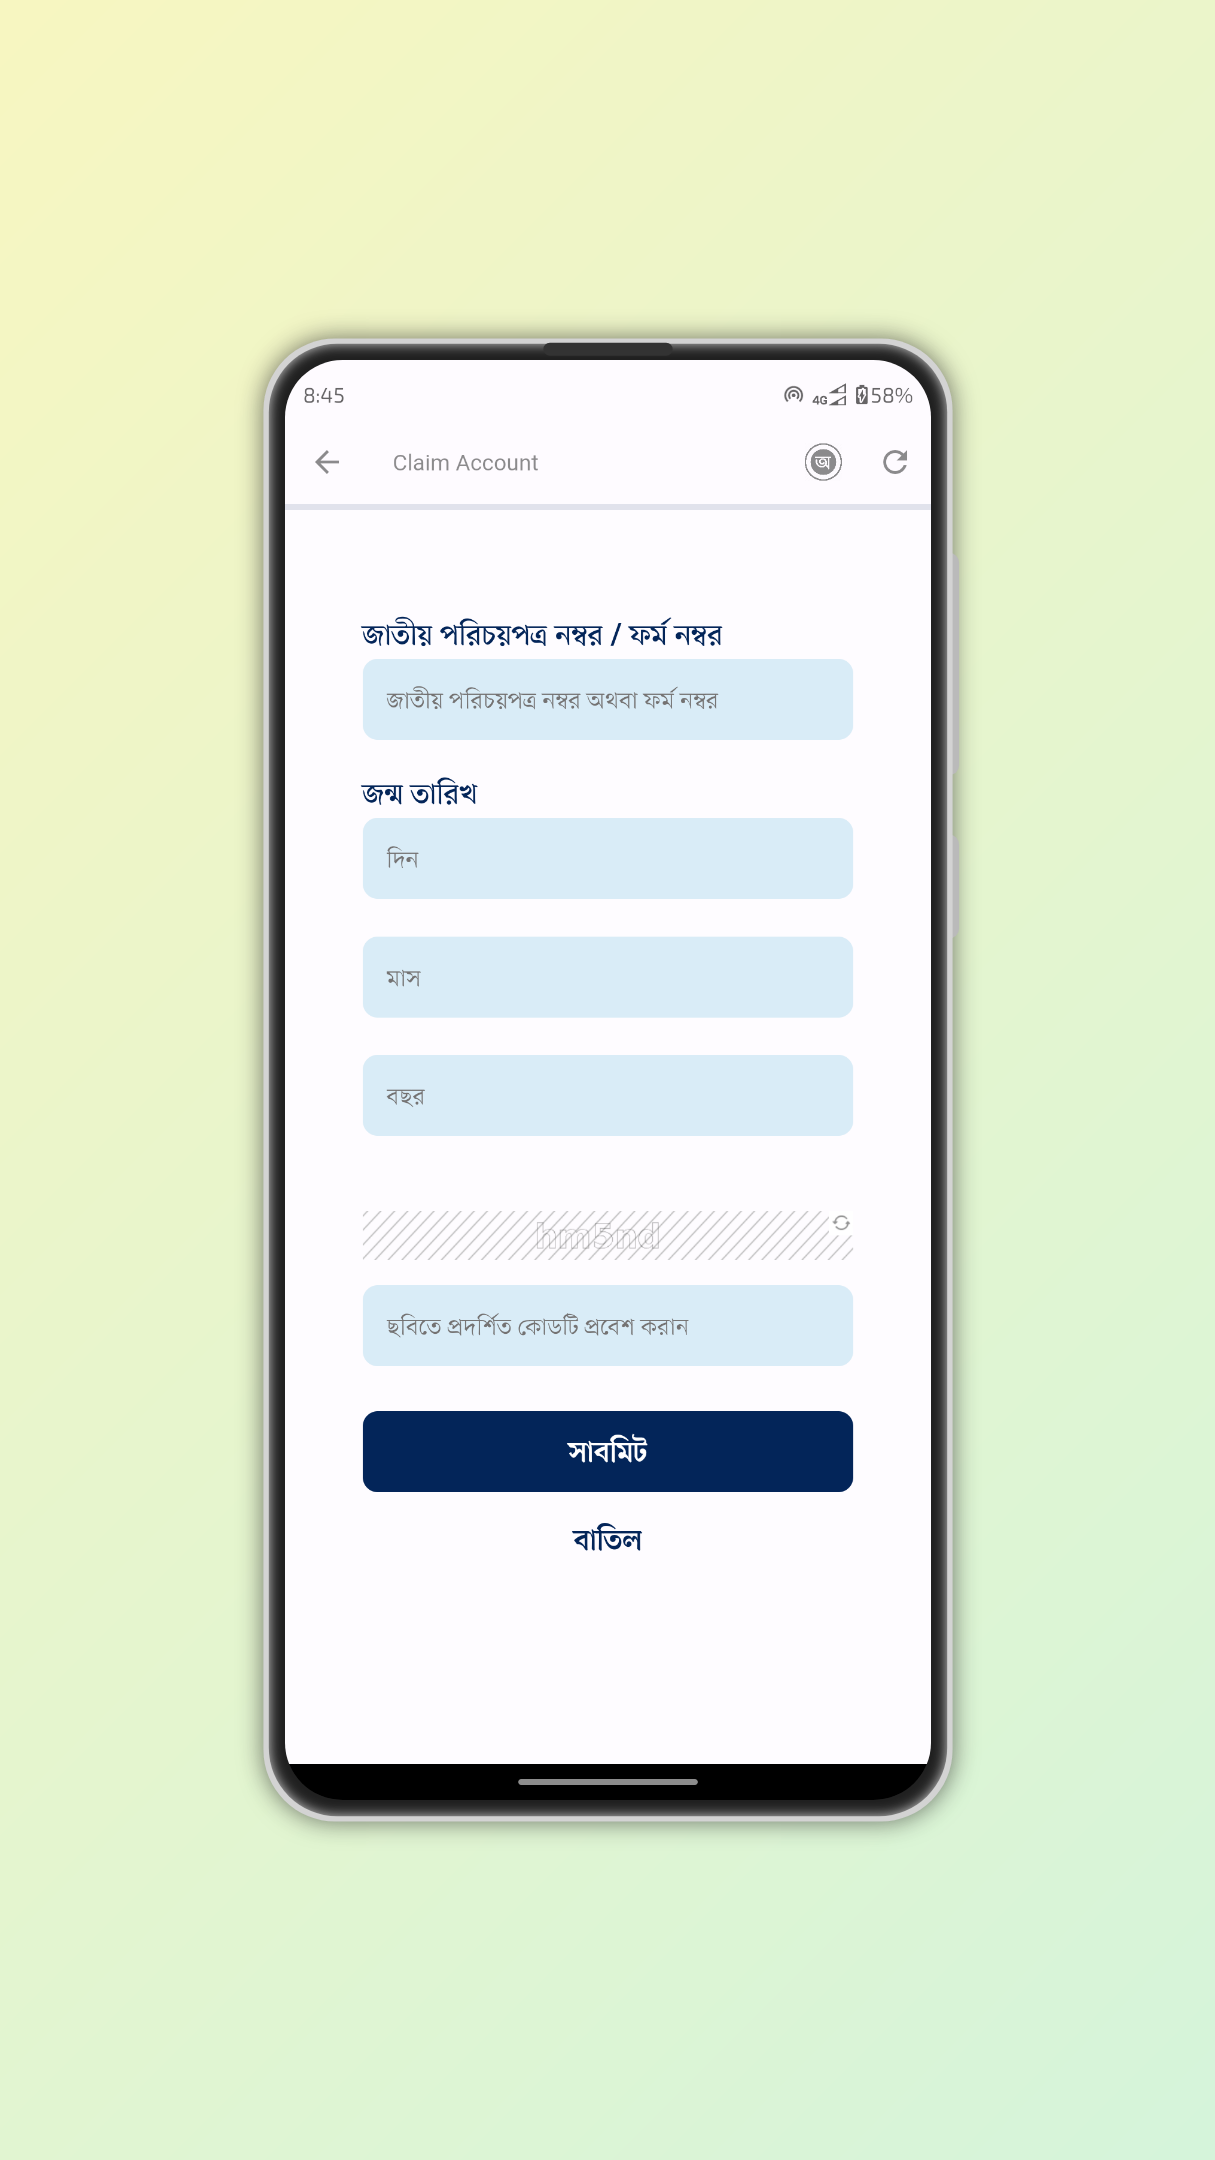 8:45
4G 58%
Claim Account
অ
জাতীয় পরিচয়পত্র নম্বর / ফর্ম নম্বর
জাতীয় পরিচয়পত্র নম্বর অথবা ফর্ম নম্বর
জন্ম তারিখ
দিন
মাস
বছর
hm5nd
ছবিতে প্রদর্শিত কোডটি প্রবেশ করান
সাবমিট
বাতিল